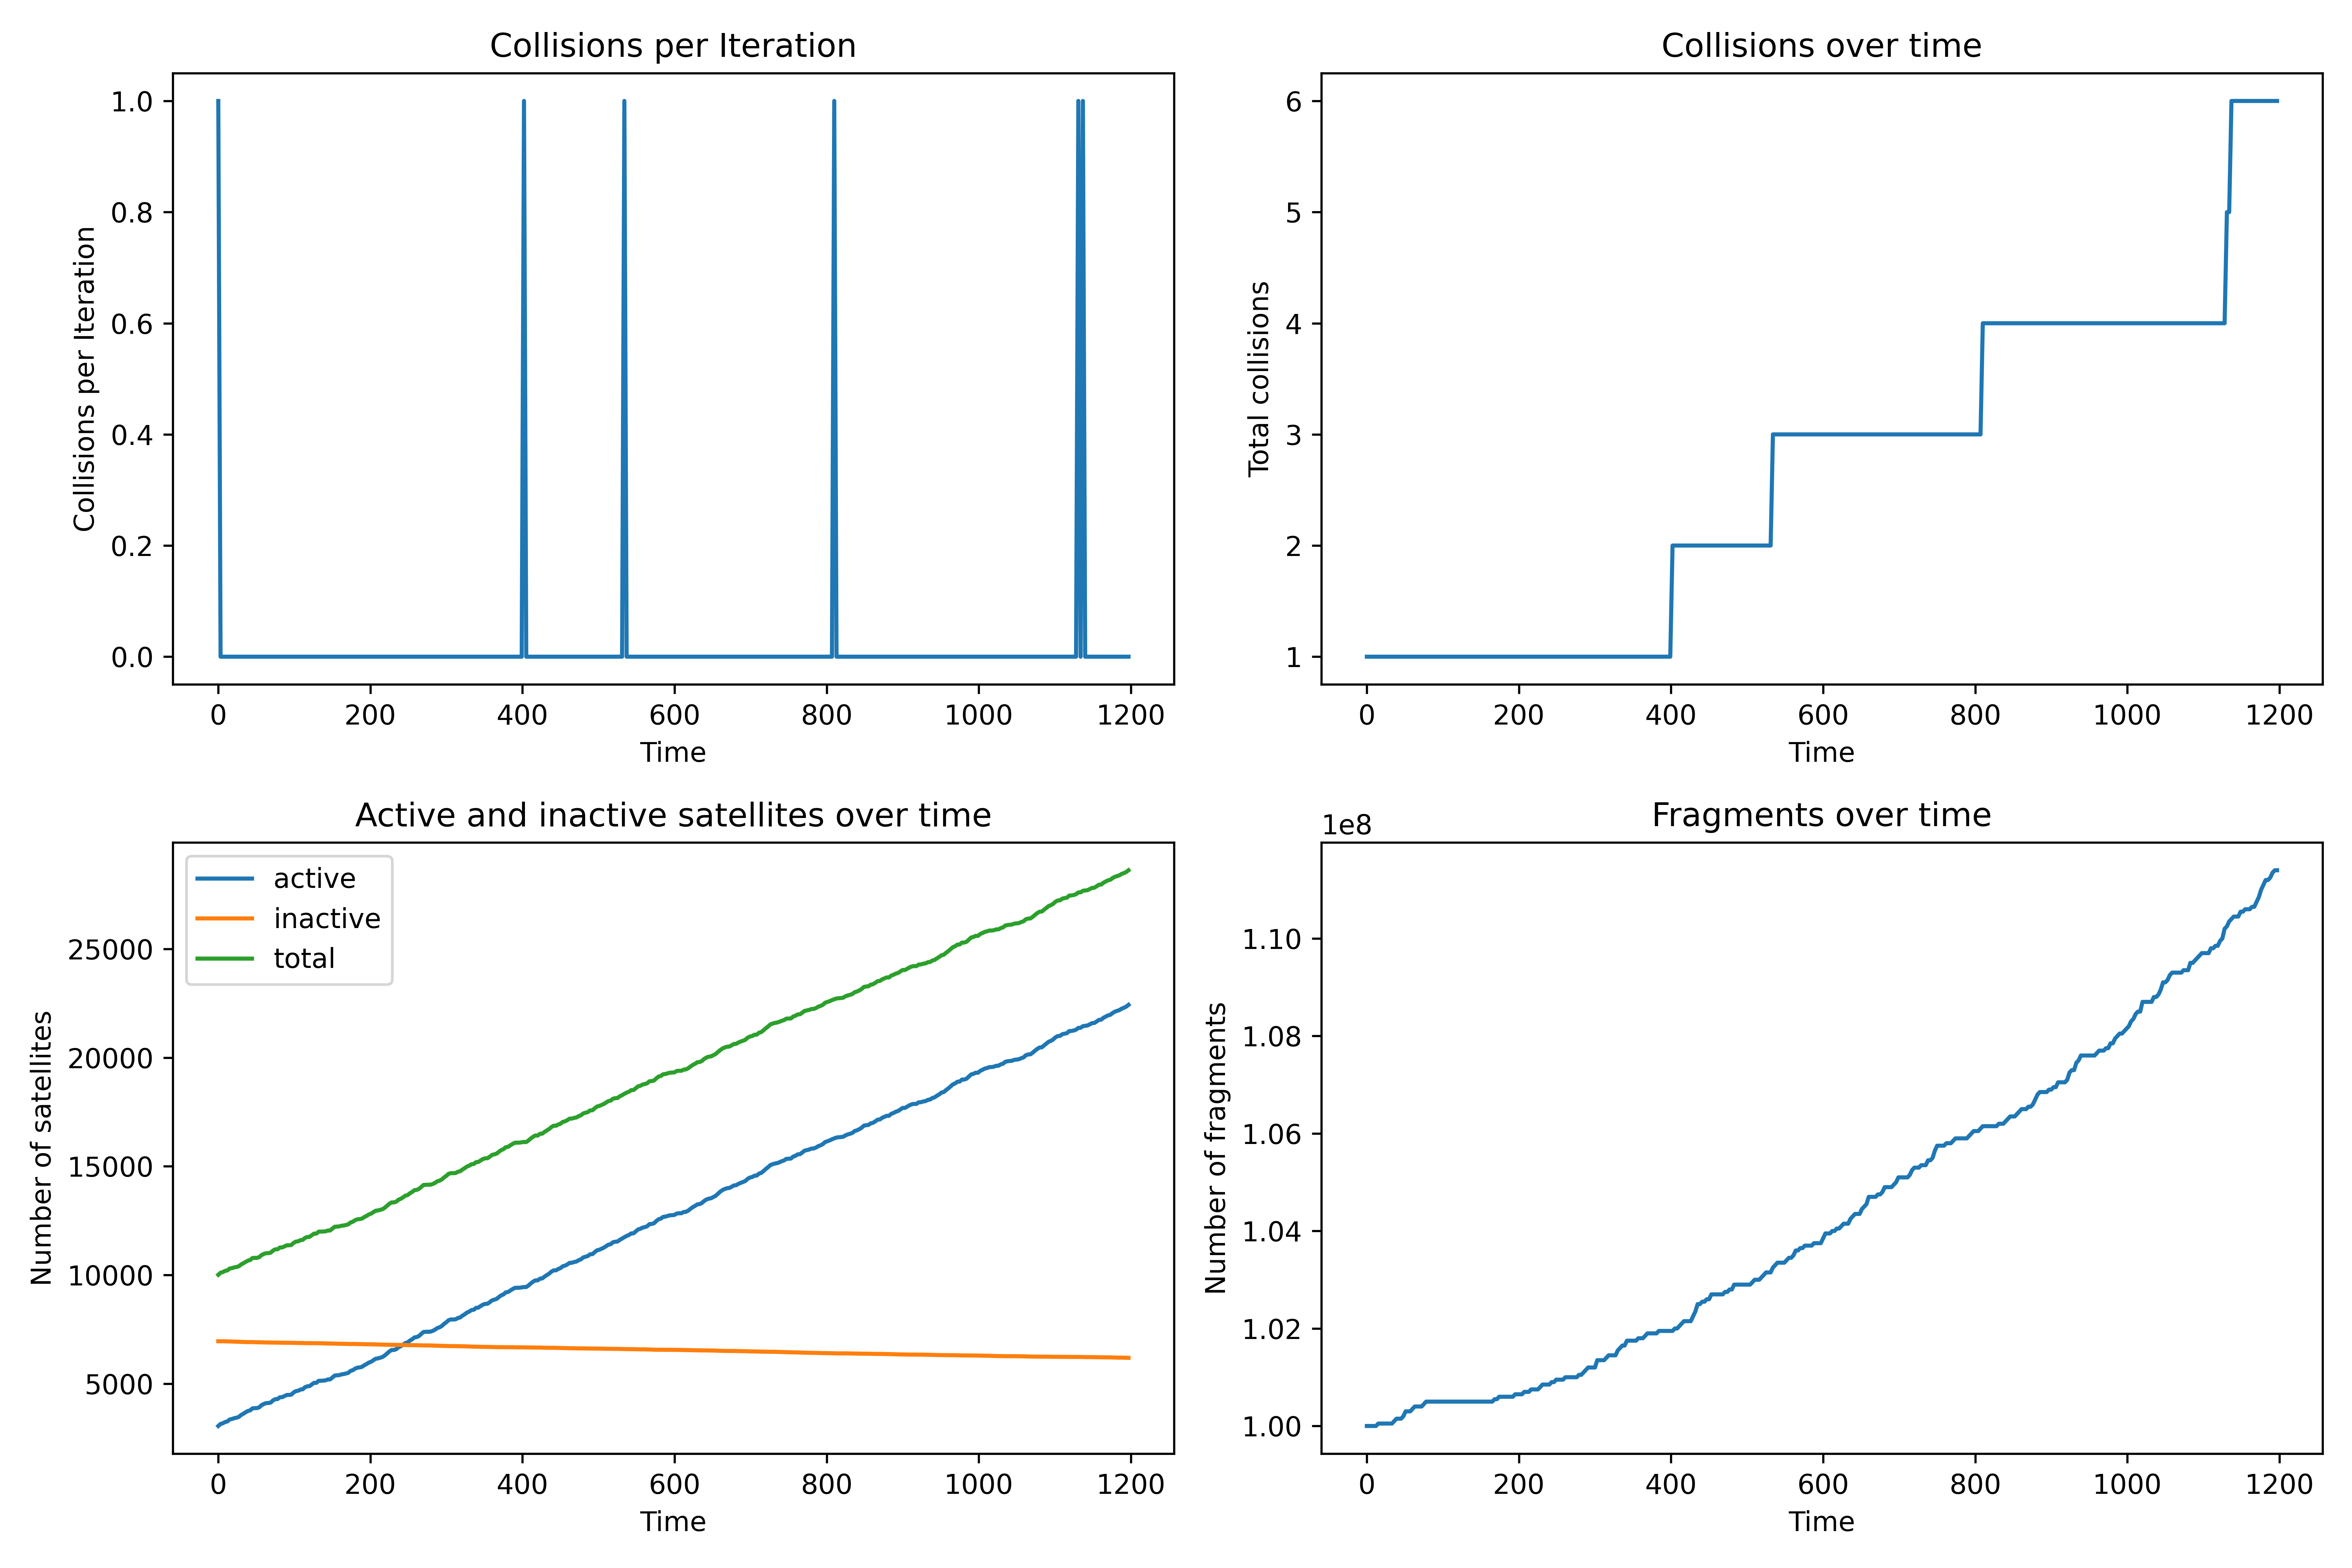 Collisions per Iteration
Collisions per Iteration
1.0
0.8
0.6
0.4
0.2
0.0
0 200 400 600 800 1000 1200
Time
Collisions over time
Total collisions
6
5
4
3
2
1
0 200 400 600 800 1000 1200
Time
Active and inactive satellites over time
active
inactive
total
Number of satellites
25000
20000
15000
10000
5000
0 200 400 600 800 1000 1200
Time
Fragments over time
1e8
Number of fragments
1.10
1.08
1.06
1.04
1.02
1.00
0 200 400 600 800 1000 1200
Time